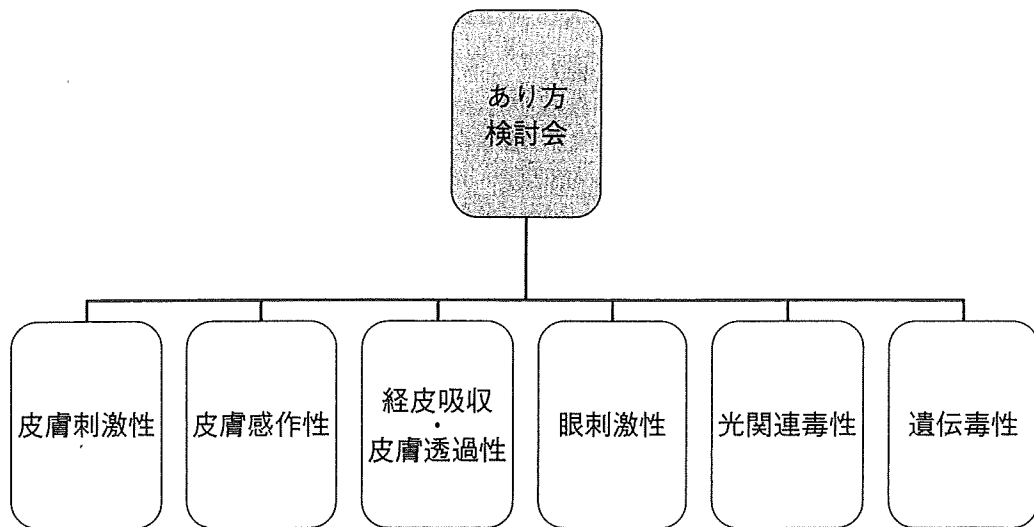 あり方
検討会
皮膚刺激性
皮膚感作性
経皮吸収
・
皮膚透過性
眼刺激性
光関連毒性
遺伝毒性